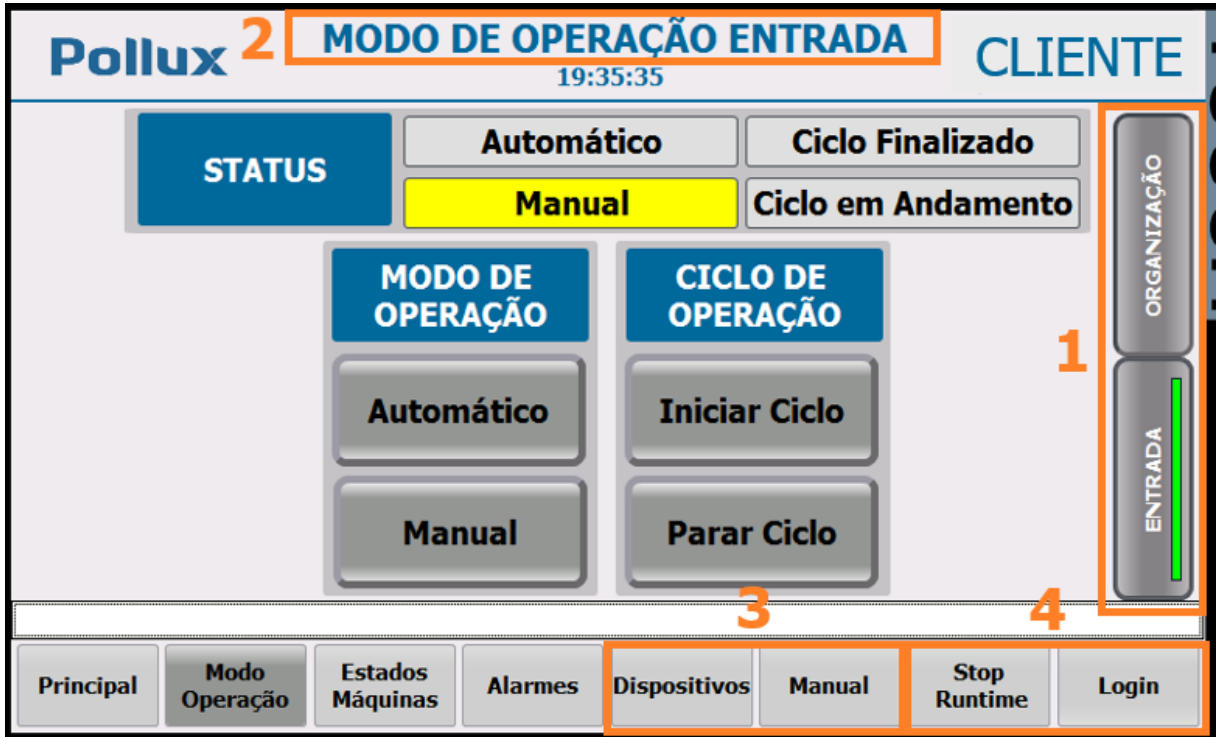 Pollux
2
MODO DE OPERAÇÃO ENTRADA
19:35:35
CLIENTE
STATUS
Automático
Ciclo Finalizado
Manual
Ciclo em Andamento
ORGANIZAÇÃO
ENTRADA
1
MODO DE
OPERAÇÃO
CICLO DE
OPERAÇÃO
Automático
Iniciar Ciclo
Manual
Parar Ciclo
3
4
Principal
Modo
Operação
Estados
Máquinas
Alarmes
Dispositivos
Manual
Stop
Runtime
Login